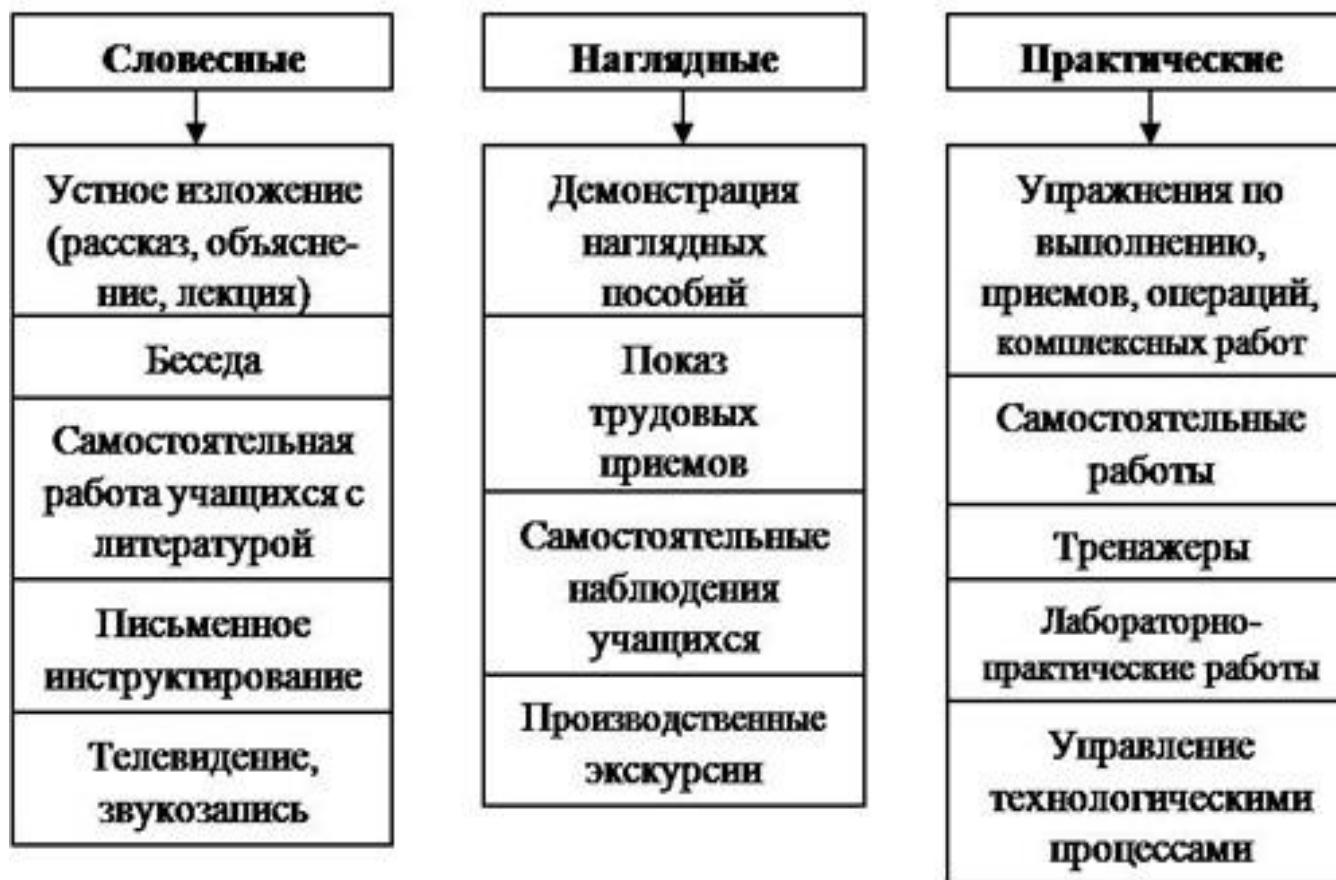 Словесные
Устное изложение
(рассказ, объясне-
ние, лекция)
Беседа
Самостоятельная
работа учащихся с
литературой
Письменное
инструктирование
Телевидение,
звукозапись
Наглядные
Демонстрация
наглядных
пособий
Показ
трудовых
приемов
Самостоятельные
наблюдения
учащихся
Производственные
экскурсии
Практические
Упражнения по
выполнению,
приемов, операций,
комплексных работ
Самостоятельные
работы
Тренажеры
Лабораторно-
практические работы
Управление
технологическими
процессами